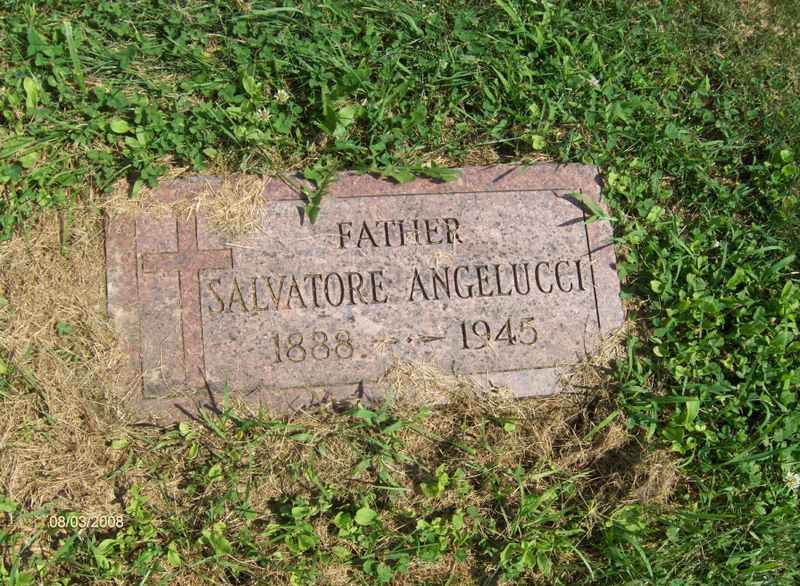 FATHER
SALVATORE ANGELUCCI
1888 - · - 1945
08/03/2008